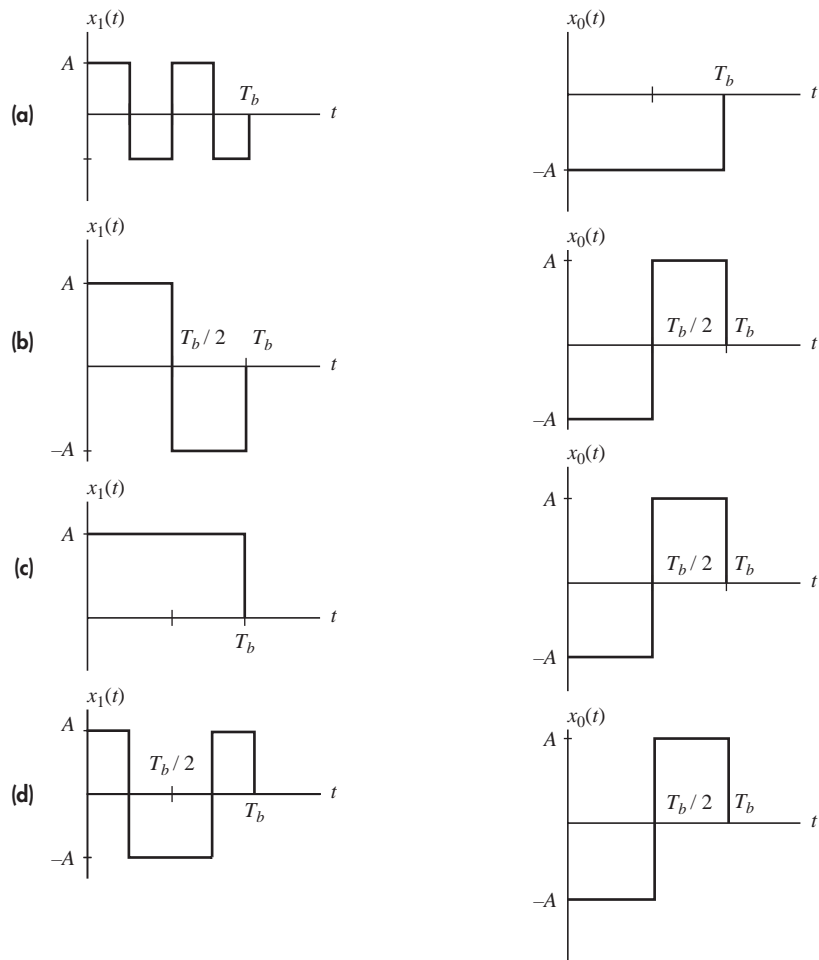 x₁(t)
A
T_b
t
(a)
x₀(t)
T_b
t
–A
x₁(t)
A
T_b / 2
T_b
t
(b)
–A
x₀(t)
A
T_b / 2
T_b
t
–A
x₁(t)
A
(c)
t
T_b
x₀(t)
A
T_b / 2
T_b
t
–A
x₁(t)
A
T_b / 2
(d)
t
T_b
–A
x₀(t)
A
T_b / 2
T_b
t
–A